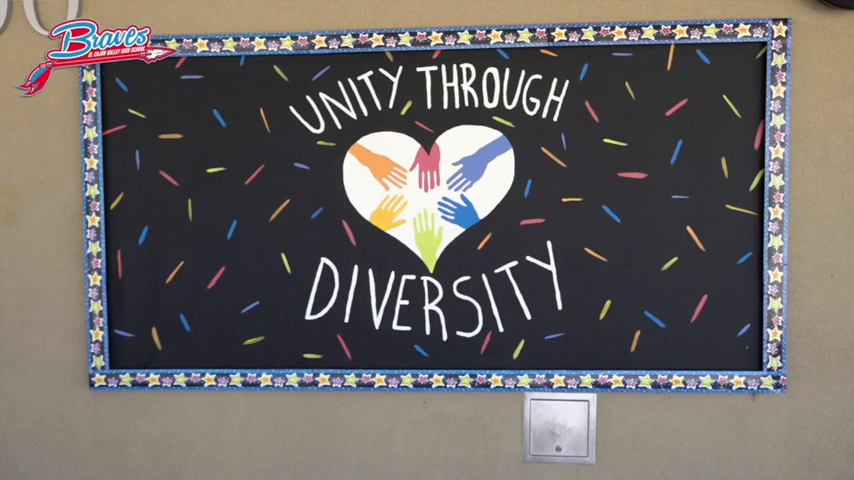 Braves
EL CAJON VALLEY HIGH SCHOOL
UNITY THROUGH
DIVERSITY